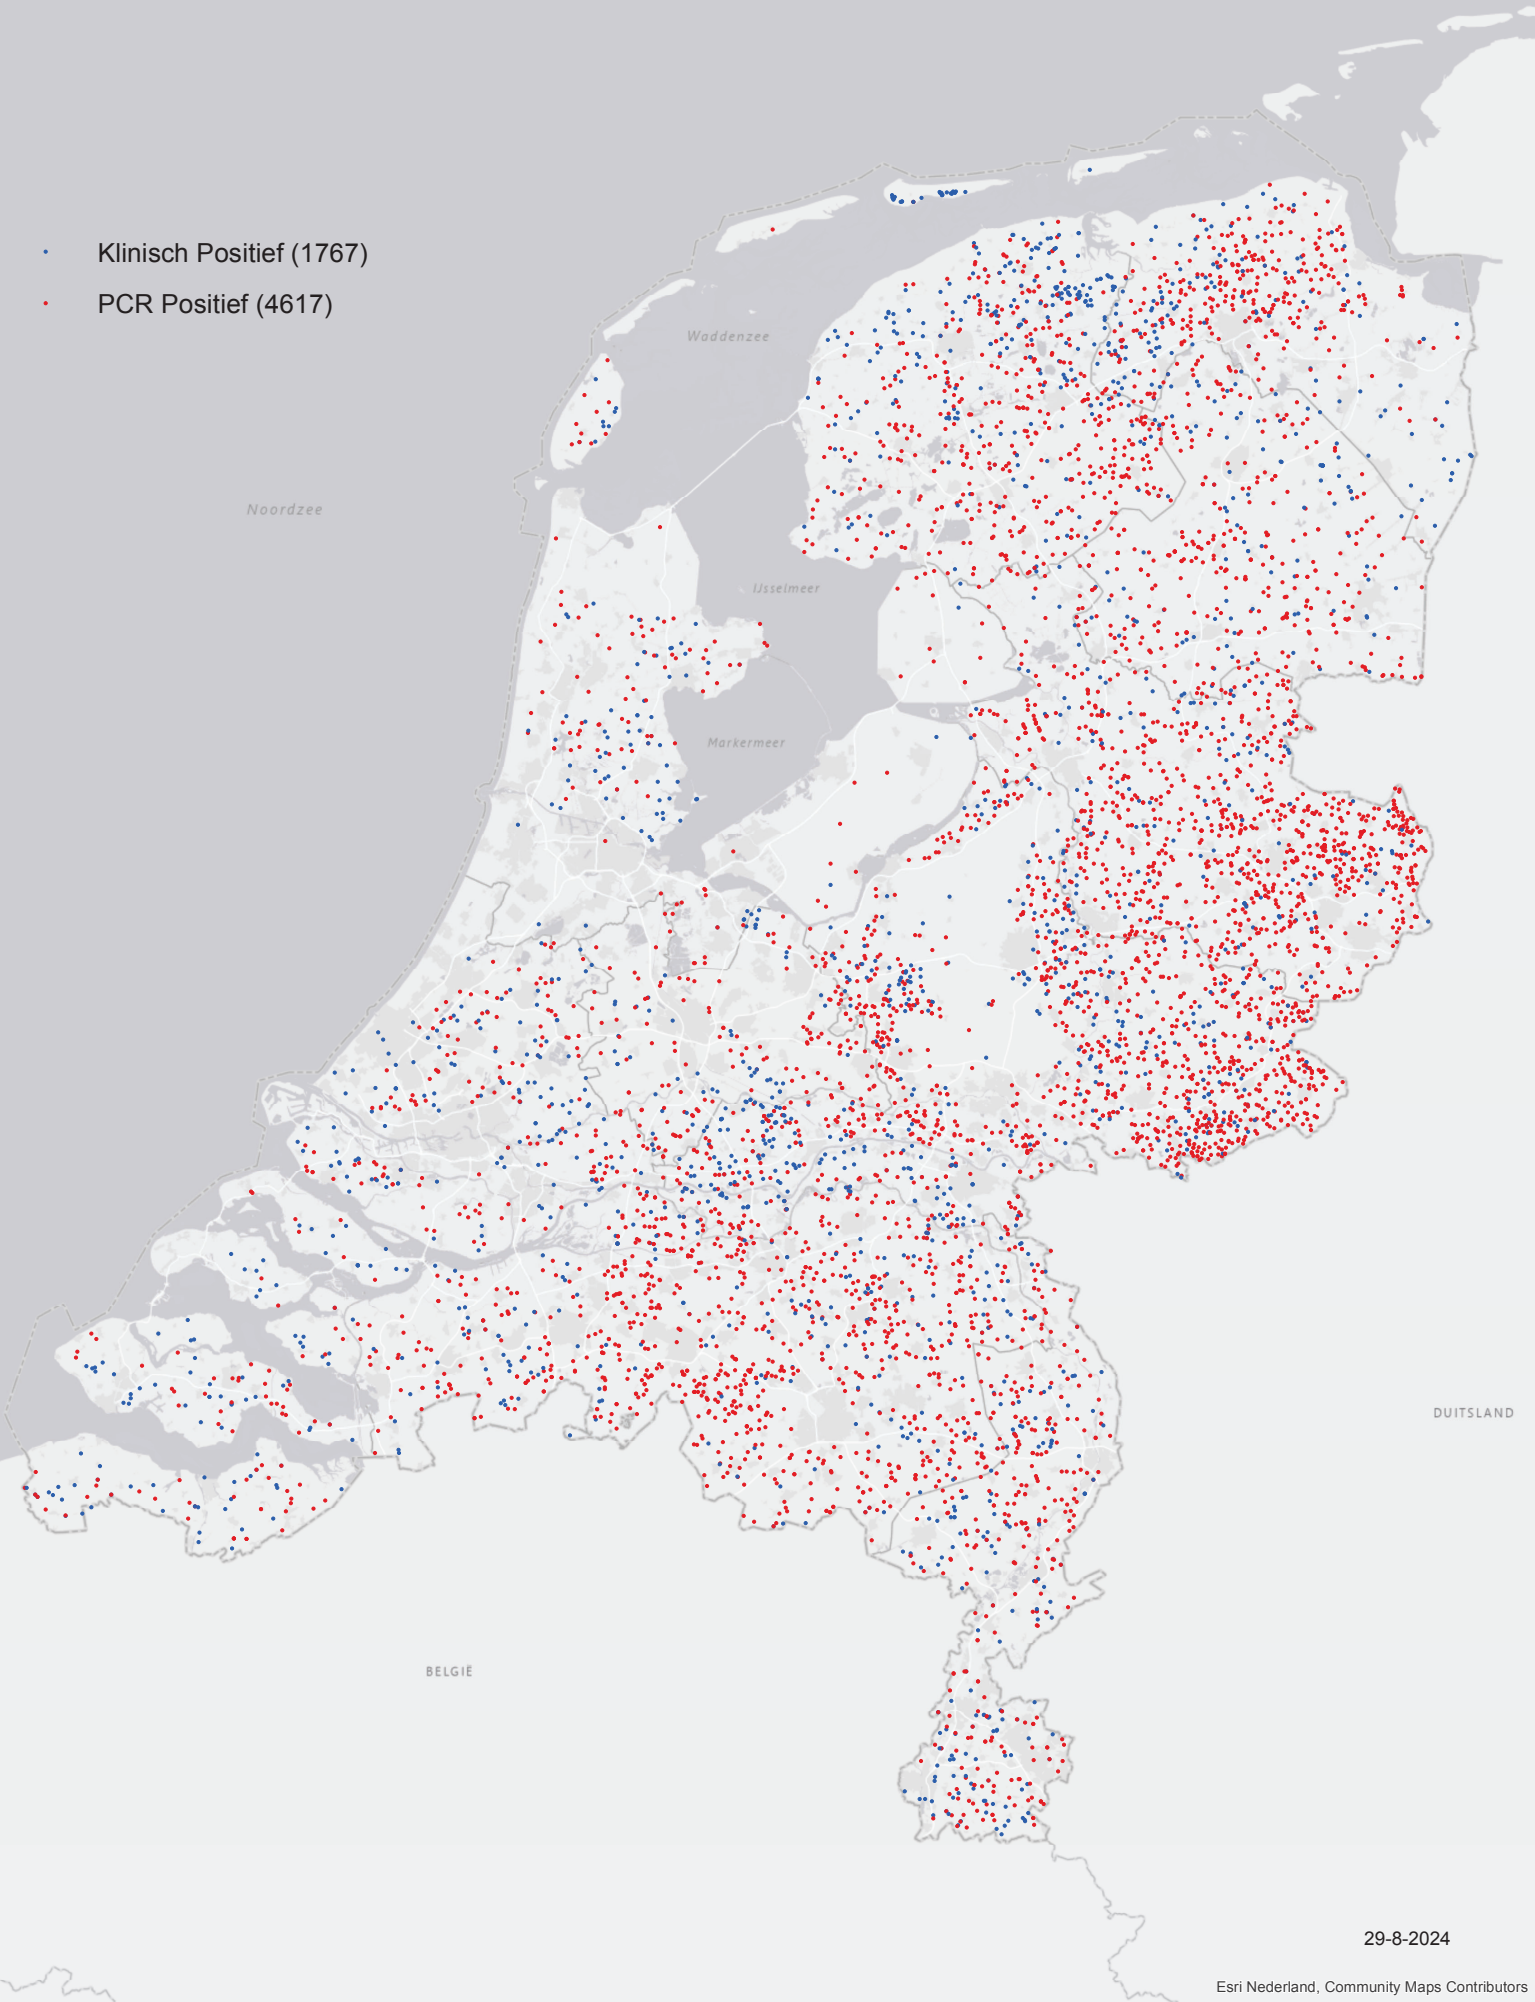 Klinisch Positief (1767)
PCR Positief (4617)
Waddenzee
Noordzee
IJsselmeer
Markermeer
DUITSLAND
BELGIË
29-8-2024
Esri Nederland, Community Maps Contributors